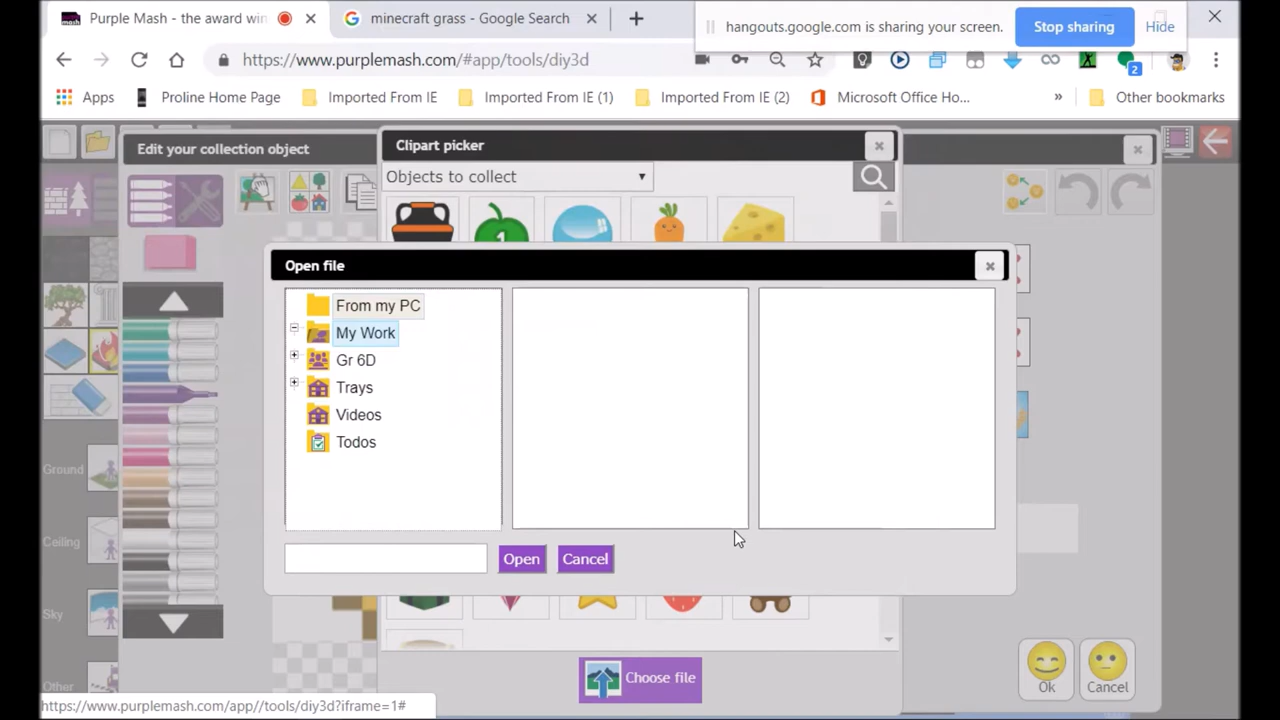 Purple Mash - the award win
minecraft grass - Google Search
hangouts.google.com is sharing your screen.
Stop sharing
Hide
https://www.purplemash.com/#app/tools/diy3d
2
Apps
Proline Home Page
Imported From IE
Imported From IE (1)
Imported From IE (2)
Microsoft Office Ho...
»
Other bookmarks
Edit your collection object
Clipart picker
Objects to collect
1
Open file
From my PC
My Work
Gr 6D
Trays
Videos
Todos
Open
Cancel
Ground
Ceiling
Sky
Other
Choose file
Ok
Cancel
https://www.purplemash.com/app//tools/diy3d?iframe=1#